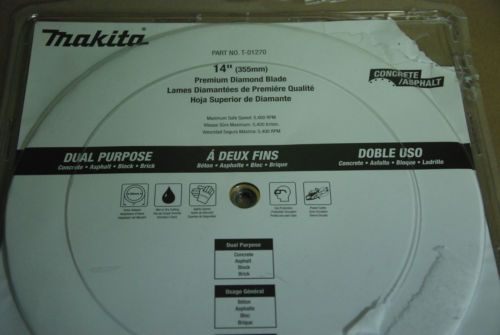 Makita
PART NO. T-01270
14" (355mm)
Premium Diamond Blade
Lames Diamantées de Première Qualité
Hoja Superior de Diamante
CONCRETE
/ASPHALT
Maximum Safe Speed: 5,400 RPM
Vitesse Sûre Maximum: 5,400 tr/min.
Velocidad Segura Máxima: 5,400 RPM
DUAL PURPOSE
Concrete • Asphalt • Block • Brick
Á DEUX FINS
Béton • Asphalte • Bloc • Brique
DOBLE USO
Concreto • Asfalto • Bloque • Ladrillo
Dual Purpose
Concrete
Asphalt
Block
Brick
Usage Général
Béton
Asphalte
Bloc
Brique